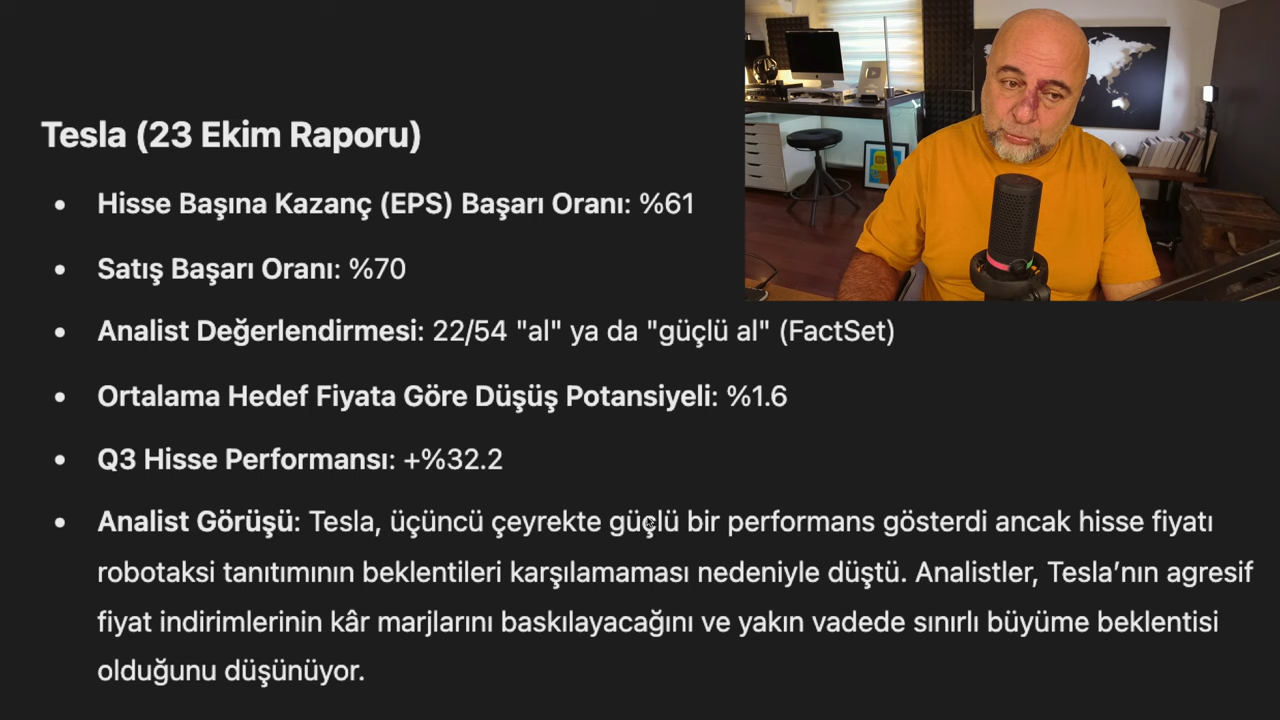 Tesla (23 Ekim Raporu)
• Hisse Başına Kazanç (EPS) Başarı Oranı: %61
• Satış Başarı Oranı: %70
• Analist Değerlendirmesi: 22/54 "al" ya da "güçlü al" (FactSet)
• Ortalama Hedef Fiyata Göre Düşüş Potansiyeli: %1.6
• Q3 Hisse Performansı: +%32.2
• Analist Görüşü: Tesla, üçüncü çeyrekte güçlü bir performans gösterdi ancak hisse fiyatı
robotaksi tanıtımının beklentileri karşılamaması nedeniyle düştü. Analistler, Tesla’nın agresif
fiyat indirimlerinin kâr marjlarını baskılayacağını ve yakın vadede sınırlı büyüme beklentisi
olduğunu düşünüyor.